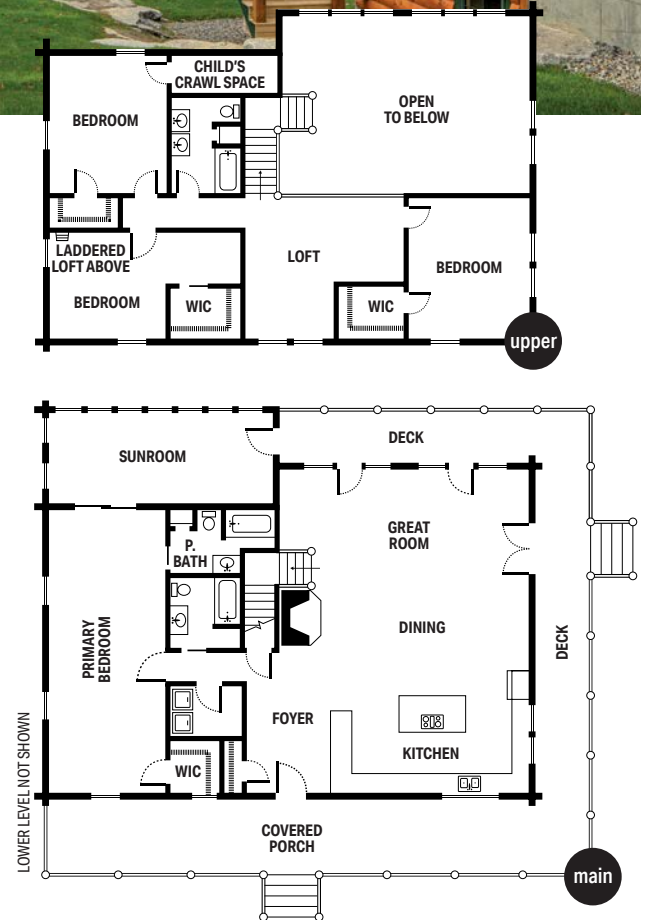 CHILD'S
CRAWL SPACE
BEDROOM
OPEN
TO BELOW
LADDERED
LOFT ABOVE
BEDROOM
WIC
LOFT
WIC
BEDROOM
upper
SUNROOM
DECK
P.
BATH
GREAT
ROOM
PRIMARY
BEDROOM
DINING
DECK
FOYER
KITCHEN
WIC
LOWER LEVEL NOT SHOWN
COVERED
PORCH
main